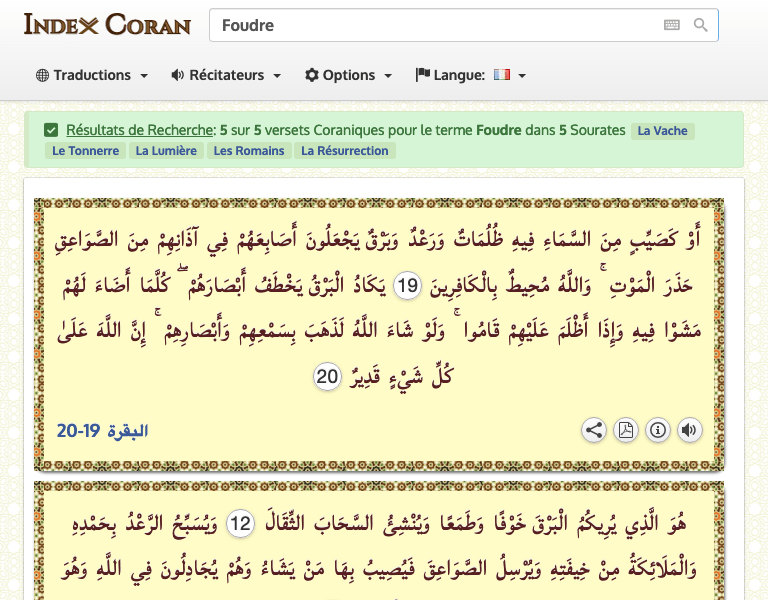 Index Coran
Foudre
Traductions
Récitateurs
Options
Langue:
Résultats de Recherche: 5 sur 5 versets Coraniques pour le terme Foudre dans 5 Sourates La Vache
Le Tonnerre La Lumière Les Romains La Résurrection
أَوْ كَصَيِّبٍ مِنَ السَّمَاءِ فِيهِ ظُلُمَاتٌ وَرَعْدٌ وَبَرْقٌ يَجْعَلُونَ أَصَابِعَهُمْ فِي آذَانِهِمْ مِنَ الصَّوَاعِقِ
حَذَرَ الْمَوْتِ ۚ وَاللَّهُ مُحِيطٌ بِالْكَافِرِينَ 19 يَكَادُ الْبَرْقُ يَخْطَفُ أَبْصَارَهُمْ ۖ كُلَّمَا أَضَاءَ لَهُمْ
مَشَوْا فِيهِ وَإِذَا أَظْلَمَ عَلَيْهِمْ قَامُوا ۚ وَلَوْ شَاءَ اللَّهُ لَذَهَبَ بِسَمْعِهِمْ وَأَبْصَارِهِمْ ۚ إِنَّ اللَّهَ عَلَىٰ
كُلِّ شَيْءٍ قَدِيرٌ 20
البقرة 19-20
هُوَ الَّذِي يُرِيكُمُ الْبَرْقَ خَوْفًا وَطَمَعًا وَيُنْشِئُ السَّحَابَ الثِّقَالَ 12 وَيُسَبِّحُ الرَّعْدُ بِحَمْدِهِ
وَالْمَلَائِكَةُ مِنْ خِيفَتِهِ وَيُرْسِلُ الصَّوَاعِقَ فَيُصِيبُ بِهَا مَنْ يَشَاءُ وَهُمْ يُجَادِلُونَ فِي اللَّهِ وَهُوَ